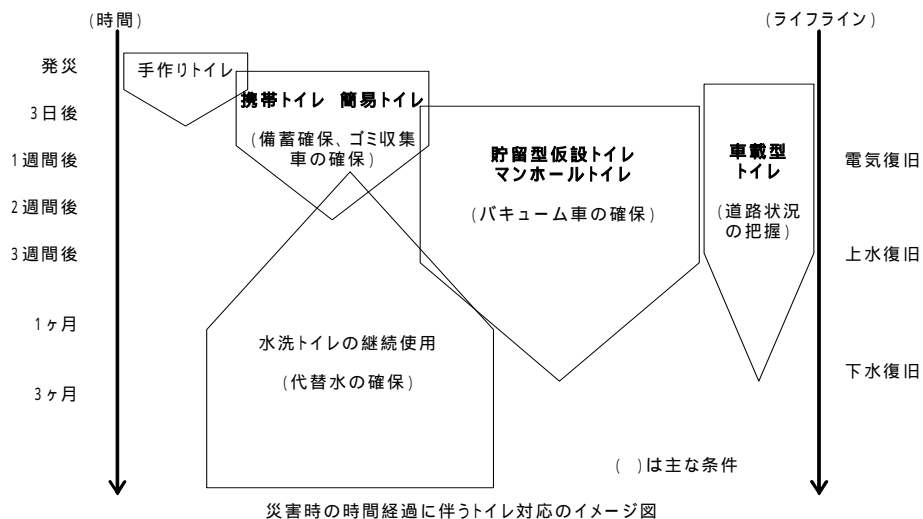 (時間)
(ライフライン)
発災
手作りトイレ
携帯トイレ 簡易トイレ
3日後
(備蓄確保、ゴミ収集
車の確保)
貯留型仮設トイレ
マンホールトイレ
(バキューム車の確保)
車載型
トイレ
(道路状況
の把握)
1週間後
電気復旧
2週間後
3週間後
上水復旧
1ヶ月
水洗トイレの継続使用
(代替水の確保)
下水復旧
3ヶ月
( )は主な条件
災害時の時間経過に伴うトイレ対応のイメージ図